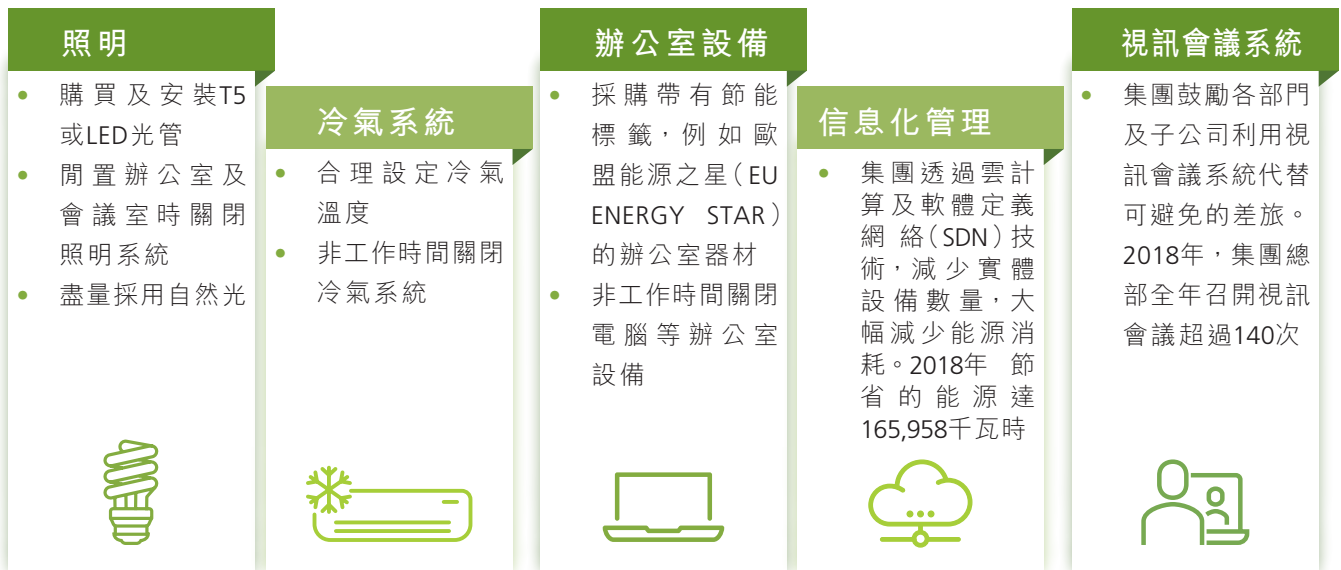 照明
• 購買及安裝T5
或LED光管
• 閒置辦公室及
會議室時關閉
照明系統
• 盡量採用自然光
冷氣系統
• 合理設定冷氣
溫度
• 非工作時間關閉
冷氣系統
辦公室設備
• 採購帶有節能
標籤，例如歐
盟能源之星（EU
ENERGY STAR）
的辦公室器材
• 非工作時間關閉
電腦等辦公室
設備
信息化管理
• 集團透過雲計
算及軟體定義
網絡（SDN）技
術，減少實體
設備數量，大
幅減少能源消
耗。2018年 節
省的能源達
165,958千瓦時
視訊會議系統
• 集團鼓勵各部門
及子公司利用視
訊會議系統代替
可避免的差旅。
2018年，集團總
部全年召開視訊
會議超過140次